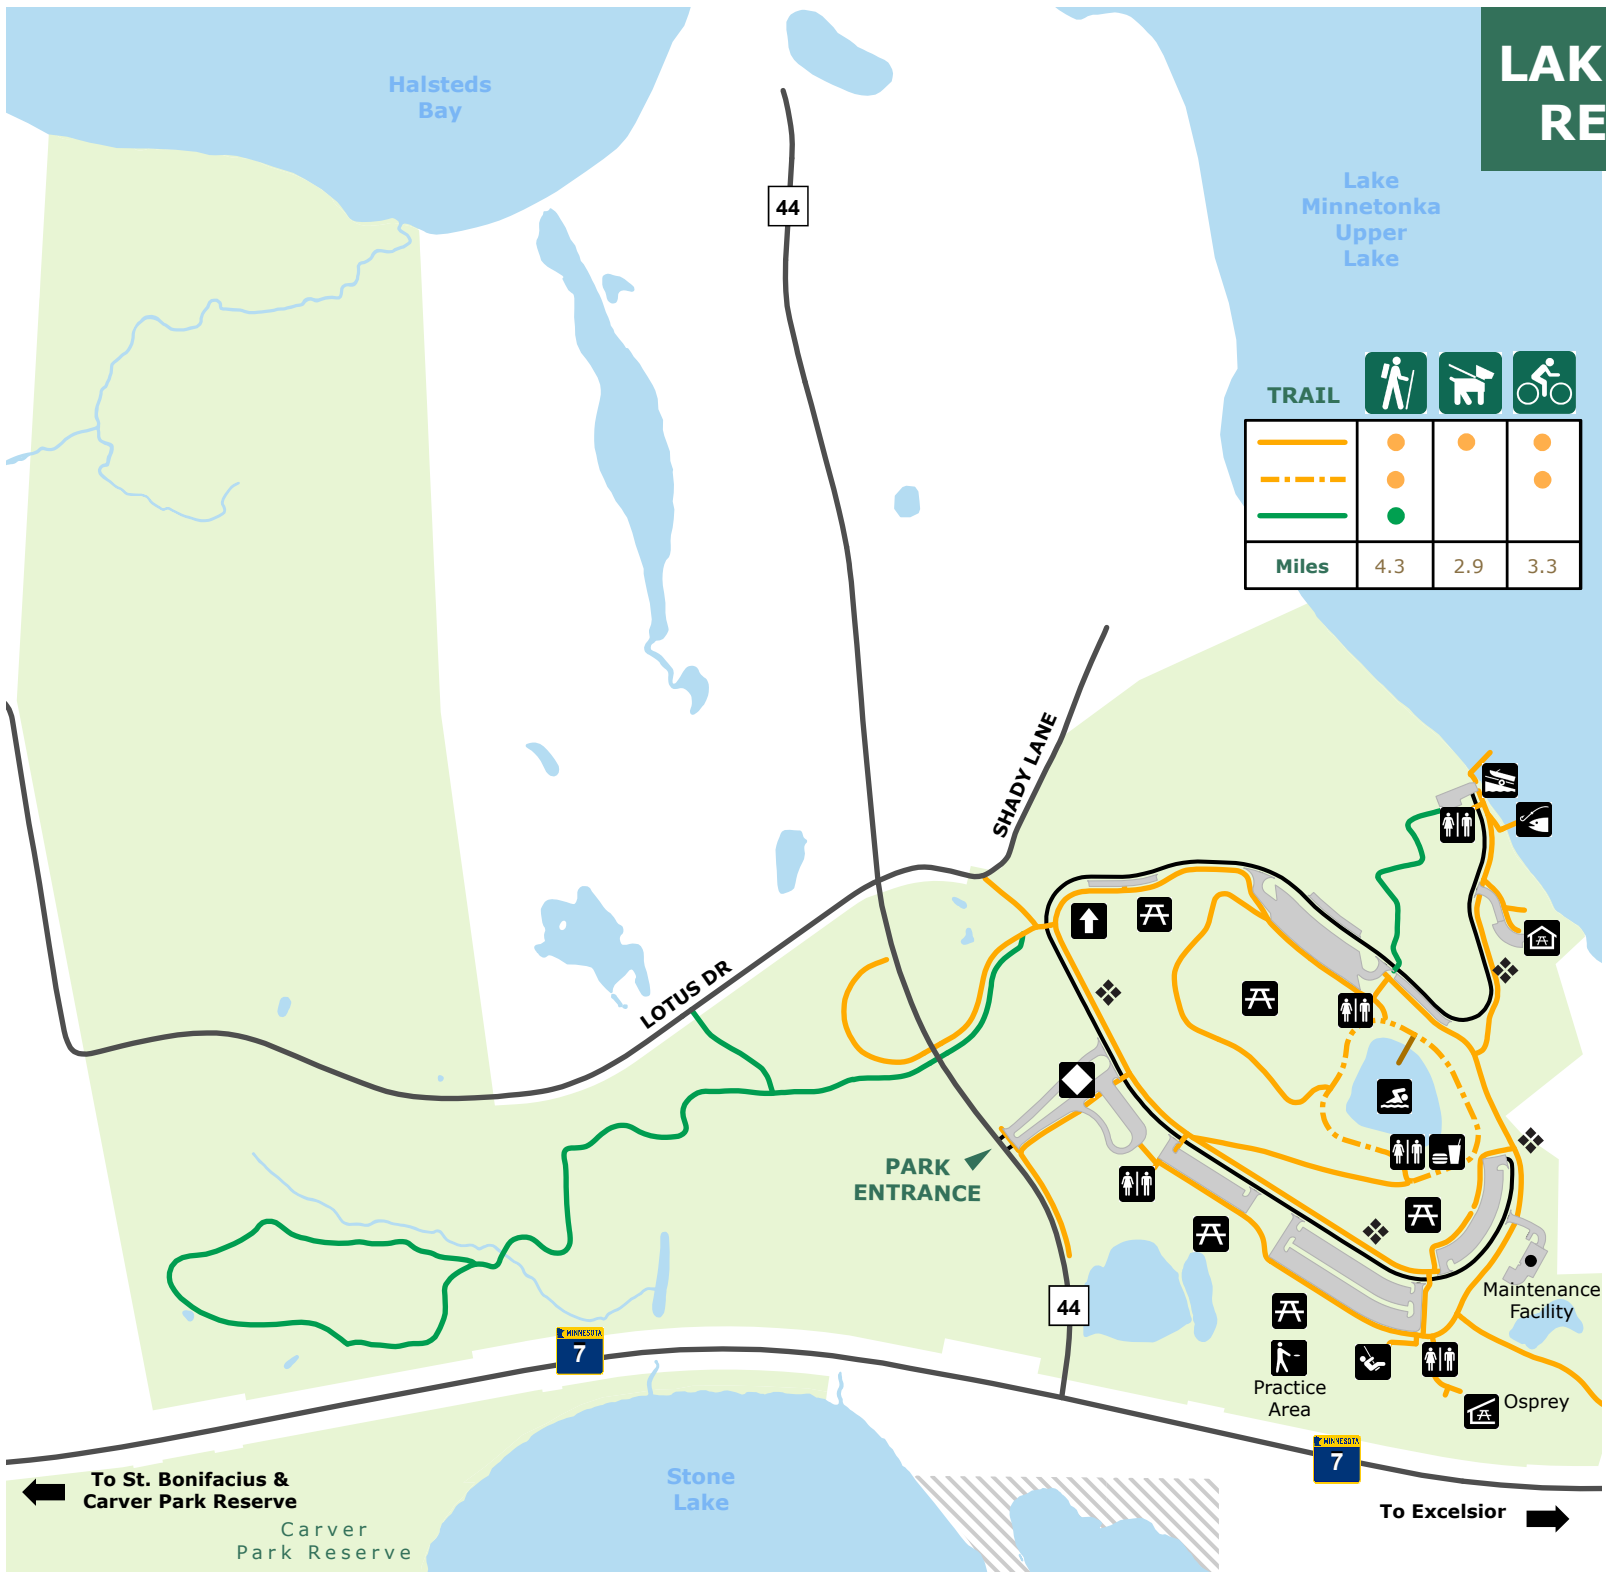 LAK
RE
Halsteds
Bay
44
Lake
Minnetonka
Upper
Lake
TRAIL
Miles 4.3 2.9 3.3
SHADY LANE
LOTUS DR
PARK
ENTRANCE
44
Maintenance
Facility
MINNESOTA
7
Practice
Area
Osprey
MINNESOTA
7
To St. Bonifacius &
Carver Park Reserve
Stone
Lake
To Excelsior
Carver
Park Reserve